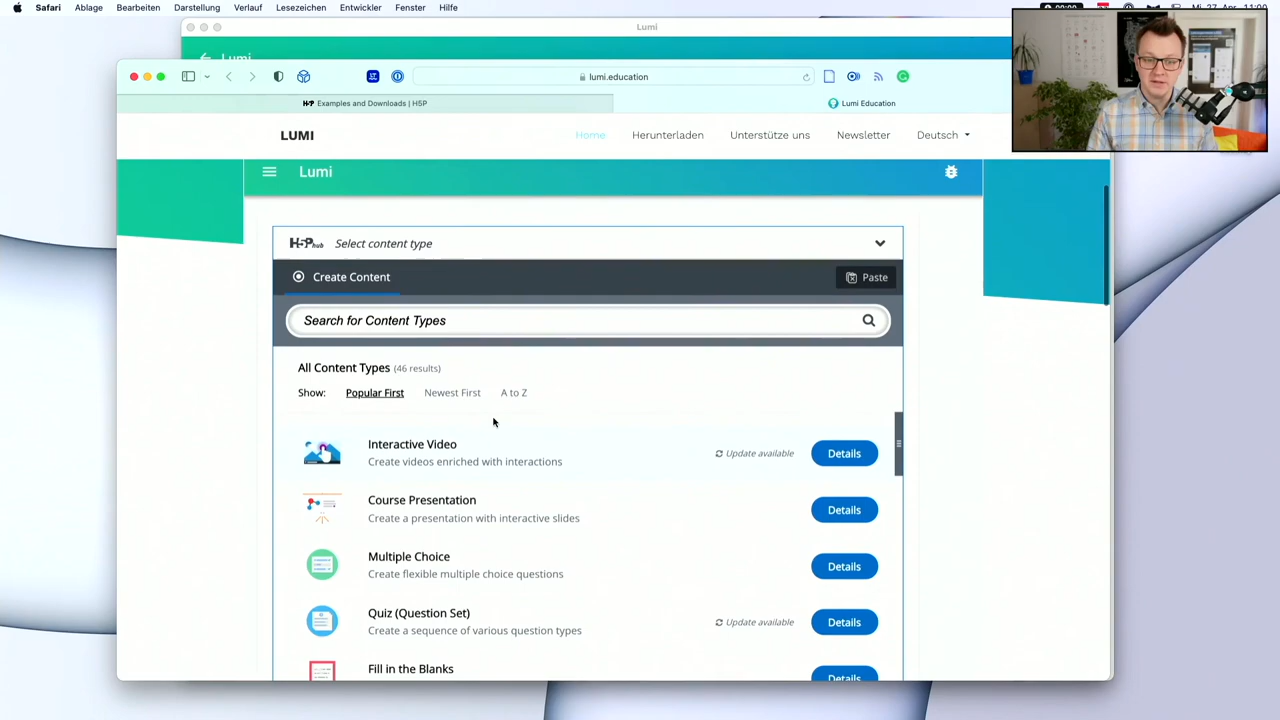 Safari Ablage Bearbeiten Darstellung Verlauf Lesezeichen Entwickler Fenster Hilfe
Lumi
Lumi
lumi.education
H5P Examples and Downloads | H5P
Lumi Education
LUMI
Home Herunterladen Unterstütze uns Newsletter Deutsch
Lumi
H5P hub Select content type
Create Content
Paste
Search for Content Types
All Content Types (46 results)
Show: Popular First Newest First A to Z
Interactive Video
Create videos enriched with interactions
Update available
Details
Course Presentation
Create a presentation with interactive slides
Details
Multiple Choice
Create flexible multiple choice questions
Details
Quiz (Question Set)
Create a sequence of various question types
Update available
Details
Fill in the Blanks
Details